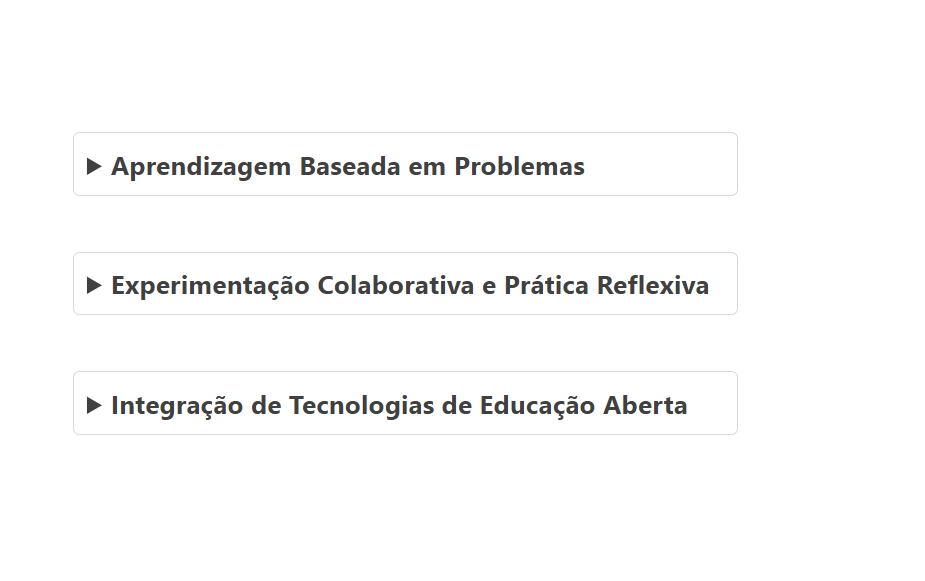 Aprendizagem Baseada em Problemas
Experimentação Colaborativa e Prática Reflexiva
Integração de Tecnologias de Educação Aberta